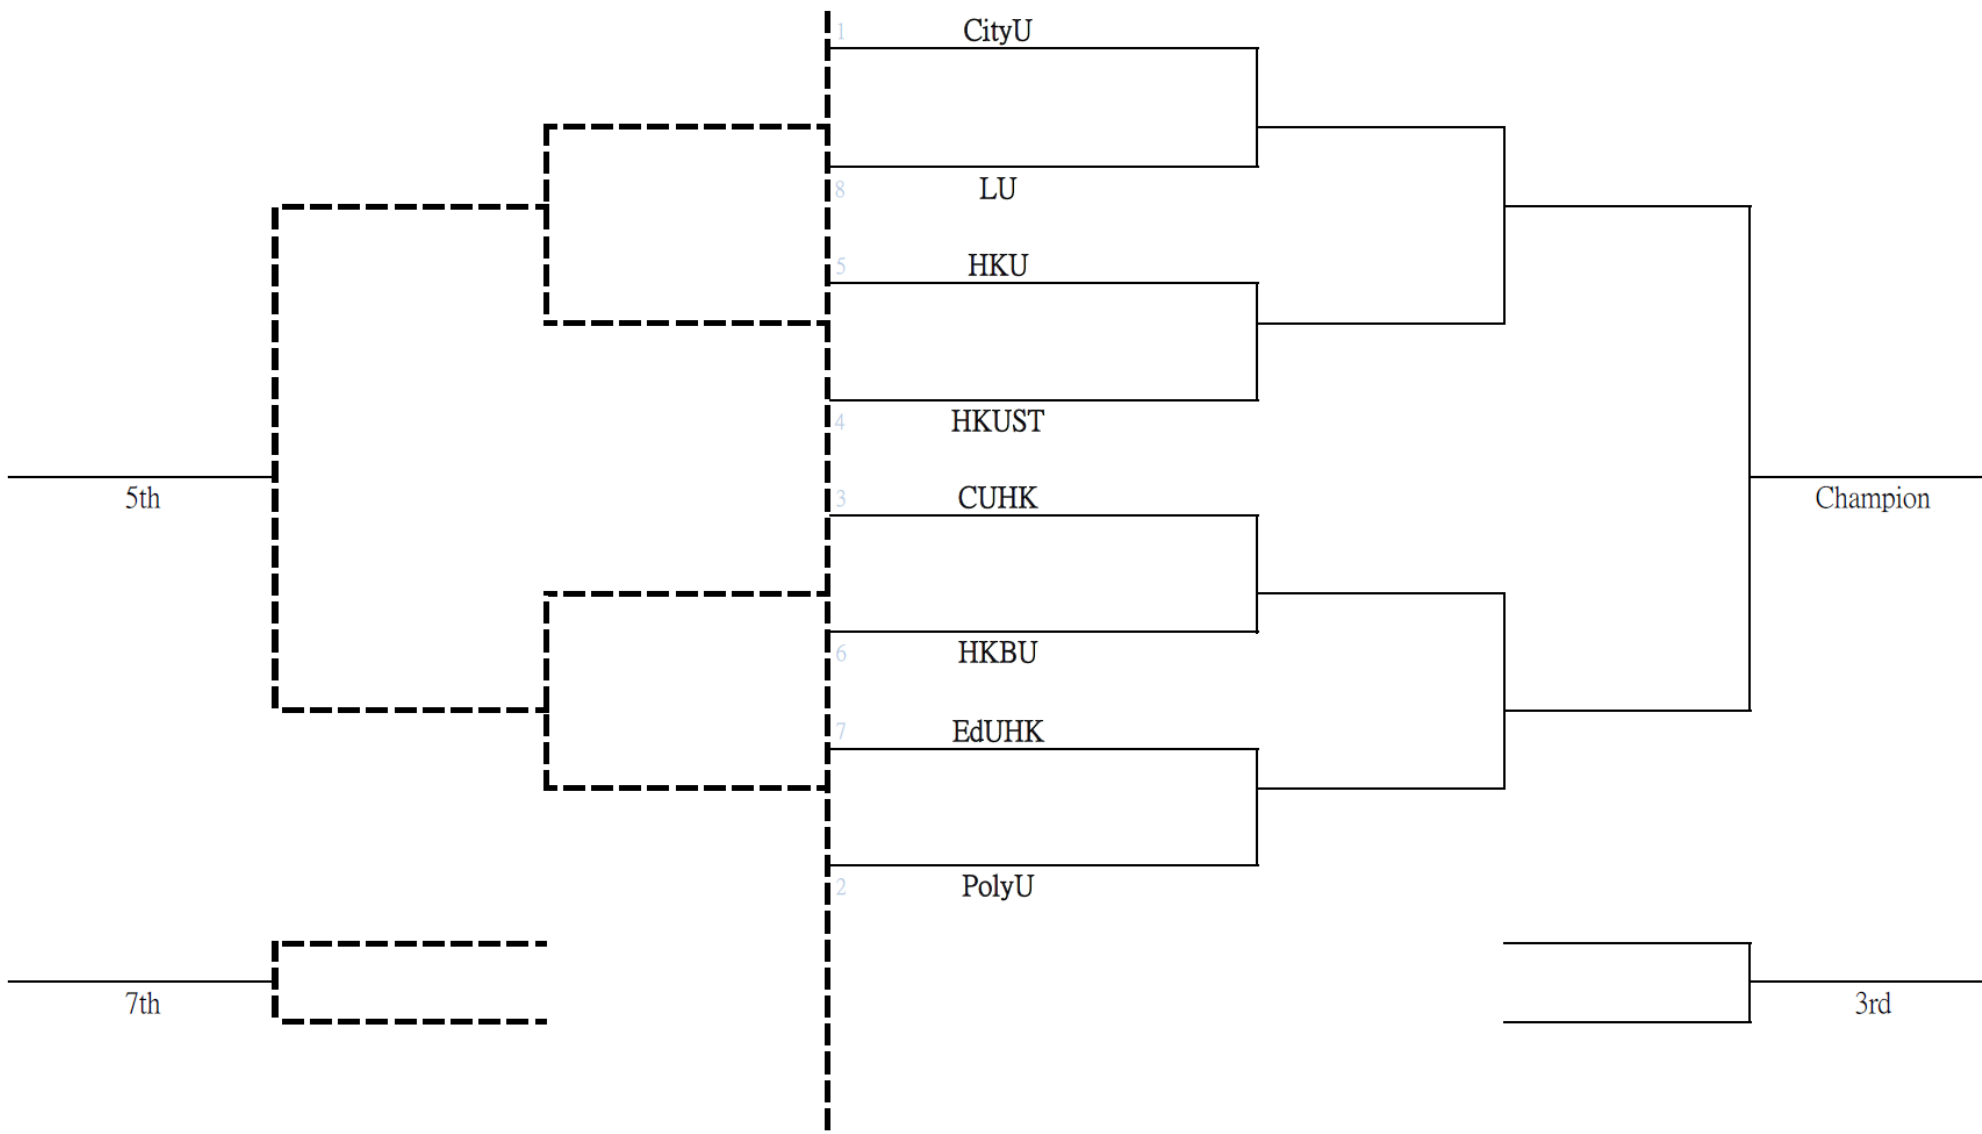 1 CityU
8 LU
5 HKU
4 HKUST
5th
3 CUHK
Champion
6 HKBU
7 EdUHK
2 PolyU
7th
3rd